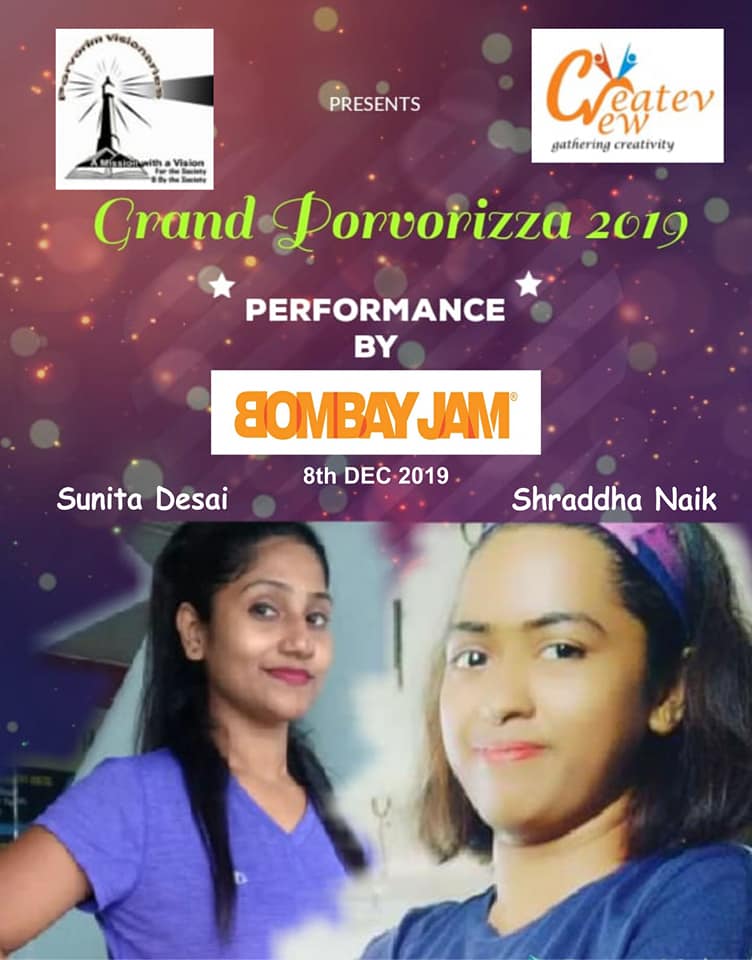 Porvorim Visionaries
A Mission with a Vision
For the Society
& By the Society
PRESENTS
Createv
Crew
gathering creativity
Grand Porvorizza 2019
PERFORMANCE
BY
BOMBAY JAM®
8th DEC 2019
Sunita Desai
Shraddha Naik